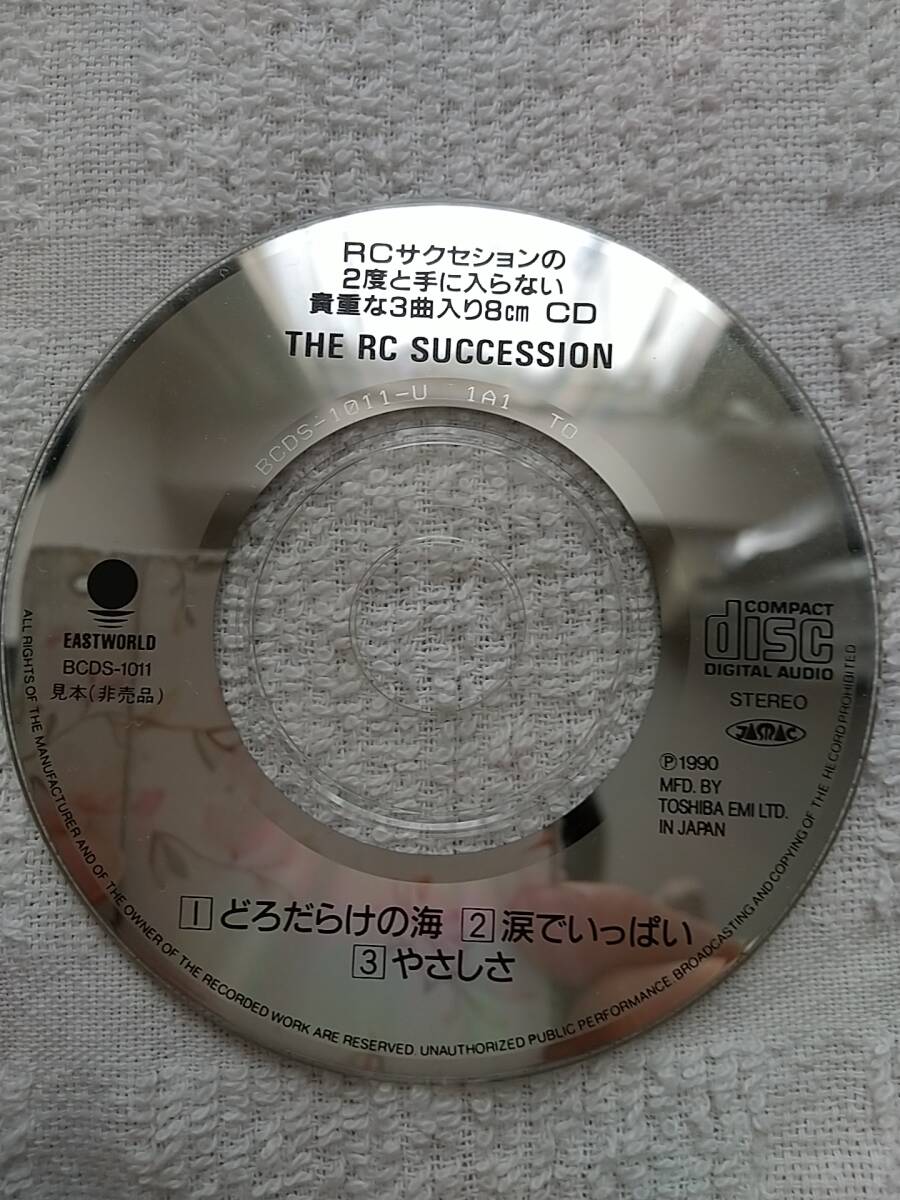 RCサクセションの
2度と手に入らない
貴重な3曲入り8㎝ CD
THE RC SUCCESSION
BCDS-1011-U 1A1 TO
EASTWORLD
BCDS-1011
見本(非売品)
COMPACT
disc
DIGITAL AUDIO
STEREO
JASRAC
Ⓟ1990
MFD. BY
TOSHIBA EMI LTD.
IN JAPAN
1 どろだらけの海 2 涙でいっぱい
3 やさしさ
ALL RIGHTS OF THE MANUFACTURER AND OF THE OWNER OF THE RECORDED WORK ARE RESERVED. UNAUTHORIZED PUBLIC PERFORMANCE. BROADCASTING AND COPYING OF THE RECORD PROHIBITED